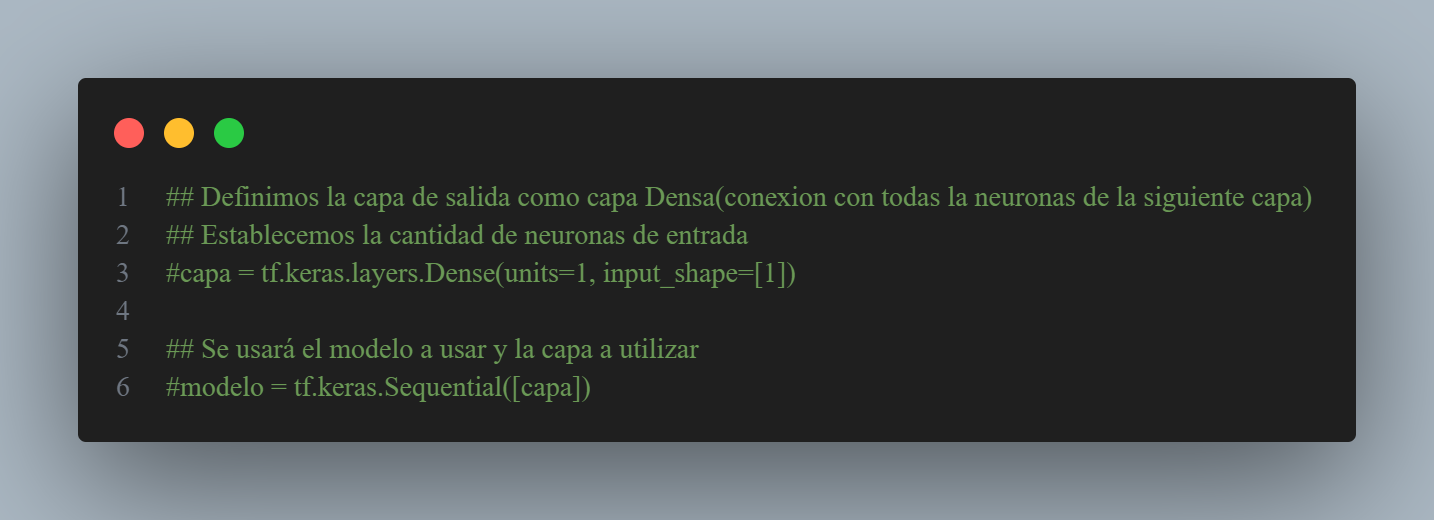 1 ## Definimos la capa de salida como capa Densa(conexion con todas la neuronas de la siguiente capa)
2 ## Establecemos la cantidad de neuronas de entrada
3 #capa = tf.keras.layers.Dense(units=1, input_shape=[1])
4
5 ## Se usará el modelo a usar y la capa a utilizar
6 #modelo = tf.keras.Sequential([capa])